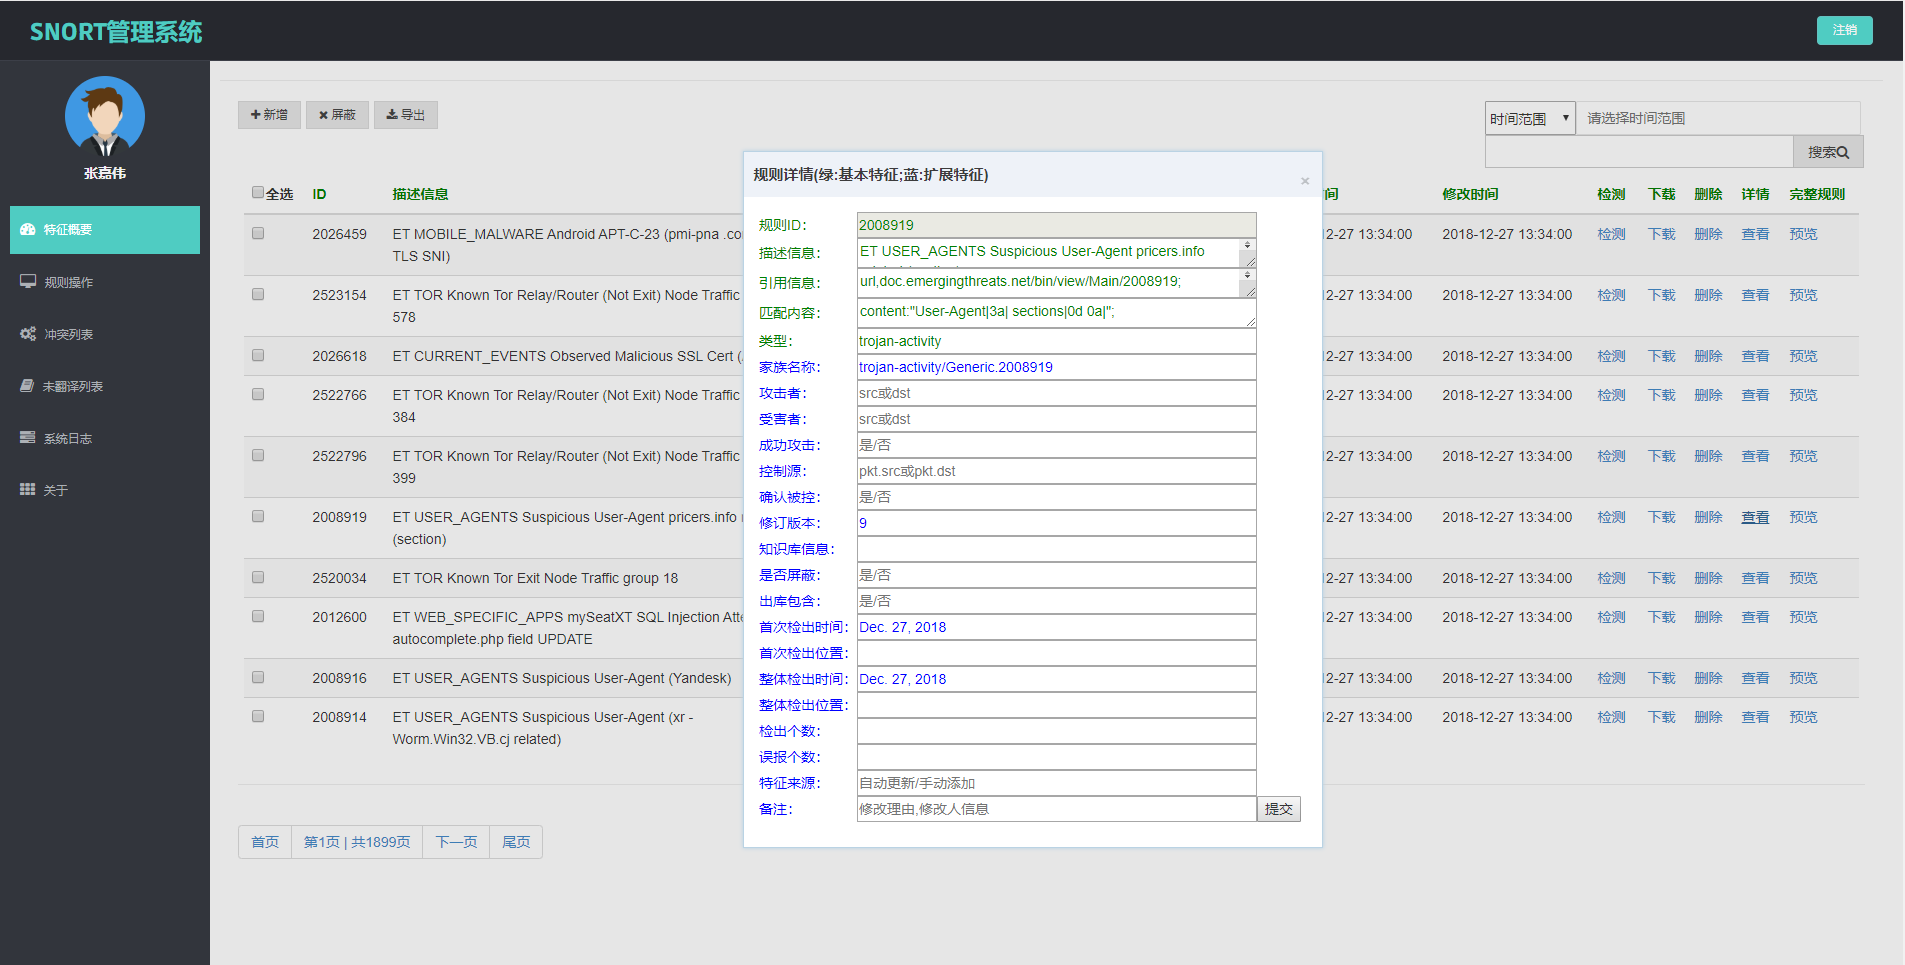 SNORT管理系统
注销
张嘉伟
特征概要
规则操作
冲突列表
未翻译列表
系统日志
关于
新增 屏蔽 导出
时间范围 请选择时间范围
搜索
全选 ID 描述信息 间 修改时间 检测 下载 删除 详情 完整规则
2026459 ET MOBILE_MALWARE Android APT-C-23 (pmi-pna .co 2-27 13:34:00 2018-12-27 13:34:00 检测 下载 删除 查看 预览
TLS SNI)
2523154 ET TOR Known Tor Relay/Router (Not Exit) Node Traffic 2-27 13:34:00 2018-12-27 13:34:00 检测 下载 删除 查看 预览
578
2026618 ET CURRENT_EVENTS Observed Malicious SSL Cert ( 2-27 13:34:00 2018-12-27 13:34:00 检测 下载 删除 查看 预览
2522766 ET TOR Known Tor Relay/Router (Not Exit) Node Traffic 2-27 13:34:00 2018-12-27 13:34:00 检测 下载 删除 查看 预览
384
2522796 ET TOR Known Tor Relay/Router (Not Exit) Node Traffic 2-27 13:34:00 2018-12-27 13:34:00 检测 下载 删除 查看 预览
399
2008919 ET USER_AGENTS Suspicious User-Agent pricers.info 2-27 13:34:00 2018-12-27 13:34:00 检测 下载 删除 查看 预览
(section)
2520034 ET TOR Known Tor Exit Node Traffic group 18 2-27 13:34:00 2018-12-27 13:34:00 检测 下载 删除 查看 预览
2012600 ET WEB_SPECIFIC_APPS mySeatXT SQL Injection Atte 2-27 13:34:00 2018-12-27 13:34:00 检测 下载 删除 查看 预览
autocomplete.php field UPDATE
2008916 ET USER_AGENTS Suspicious User-Agent (Yandesk) 2-27 13:34:00 2018-12-27 13:34:00 检测 下载 删除 查看 预览
2008914 ET USER_AGENTS Suspicious User-Agent (xr - 2-27 13:34:00 2018-12-27 13:34:00 检测 下载 删除 查看 预览
Worm.Win32.VB.cj related)
首页 第1页 | 共1899页 下一页 尾页
规则详情(绿:基本特征;蓝:扩展特征) ×
规则ID: 2008919
描述信息: ET USER_AGENTS Suspicious User-Agent pricers.info
引用信息: url,doc.emergingthreats.net/bin/view/Main/2008919;
匹配内容: content:"User-Agent|3a| sections|0d 0a|";
类型: trojan-activity
家族名称: trojan-activity/Generic.2008919
攻击者: src或dst
受害者: src或dst
成功攻击: 是/否
控制源: pkt.src或pkt.dst
确认被控: 是/否
修订版本: 9
知识库信息:
是否屏蔽: 是/否
出库包含: 是/否
首次检出时间: Dec. 27, 2018
首次检出位置:
整体检出时间: Dec. 27, 2018
整体检出位置:
检出个数:
误报个数:
特征来源: 自动更新/手动添加
备注: 修改理由,修改人信息 提交